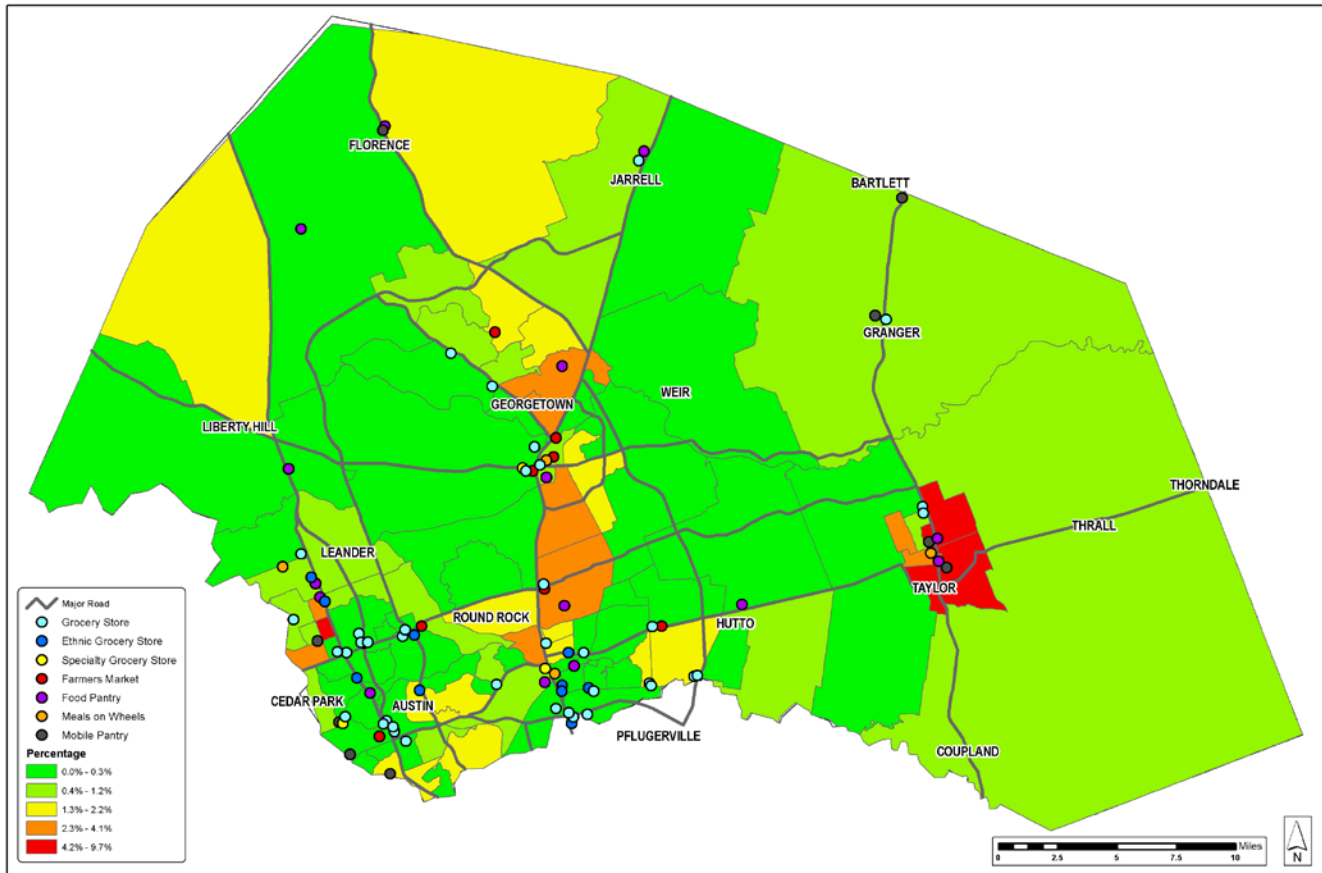 FLORENCE
JARRELL
BARTLETT
GRANGER
WEIR
GEORGETOWN
LIBERTY HILL
THORNDALE
THRALL
LEANDER
TAYLOR
ROUND ROCK
HUTTO
CEDAR PARK
AUSTIN
PFLUGERVILLE
COUPLAND
Major Road
Grocery Store
Ethnic Grocery Store
Specialty Grocery Store
Farmers Market
Food Pantry
Meals on Wheels
Mobile Pantry
Percentage
0.0% - 0.3%
0.4% - 1.2%
1.3% - 2.2%
2.3% - 4.1%
4.2% - 9.7%
Miles
0 2.5 5 7.5 10
N